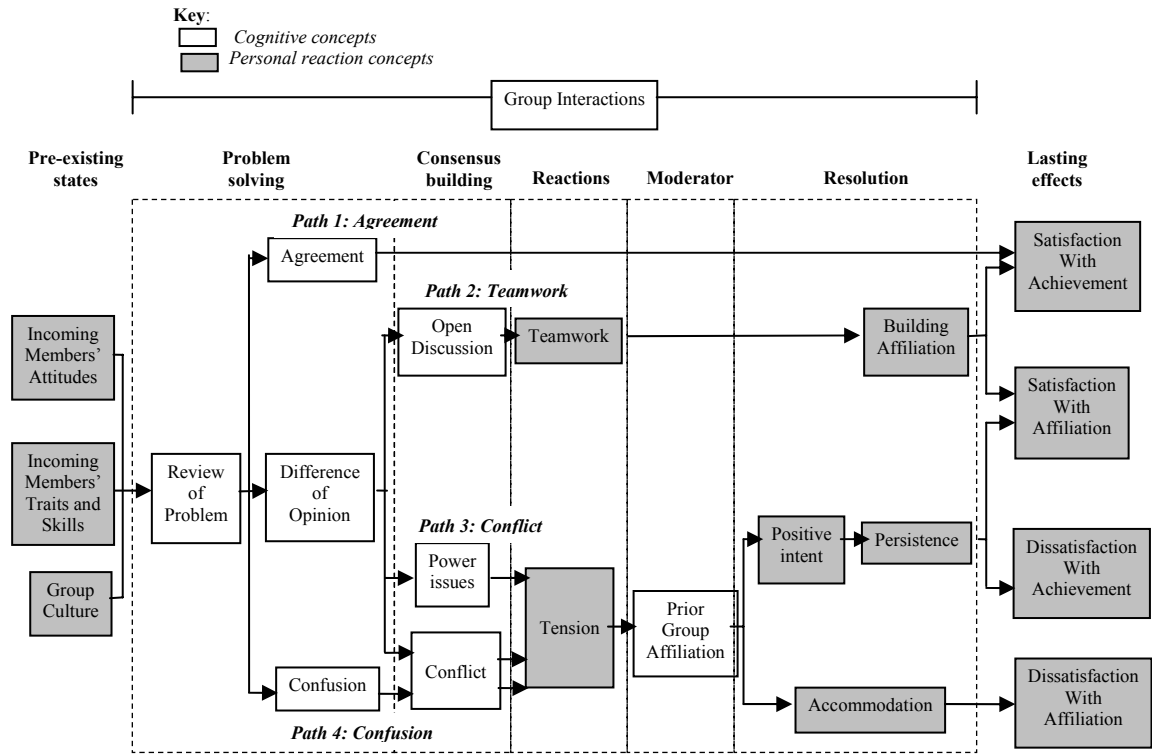 Key:
Cognitive concepts
Personal reaction concepts
Group Interactions
Pre-existing
states
Problem
solving
Consensus
building
Reactions
Moderator
Resolution
Lasting
effects
Path 1: Agreement
Agreement
Satisfaction
With
Achievement
Path 2: Teamwork
Open
Discussion
Teamwork
Building
Affiliation
Incoming
Members’
Attitudes
Satisfaction
With
Affiliation
Incoming
Members’
Traits and
Skills
Review
of
Problem
Difference
of
Opinion
Path 3: Conflict
Power
issues
Positive
intent
Persistence
Dissatisfaction
With
Achievement
Group
Culture
Tension
Prior
Group
Affiliation
Confusion
Conflict
Accommodation
Dissatisfaction
With
Affiliation
Path 4: Confusion